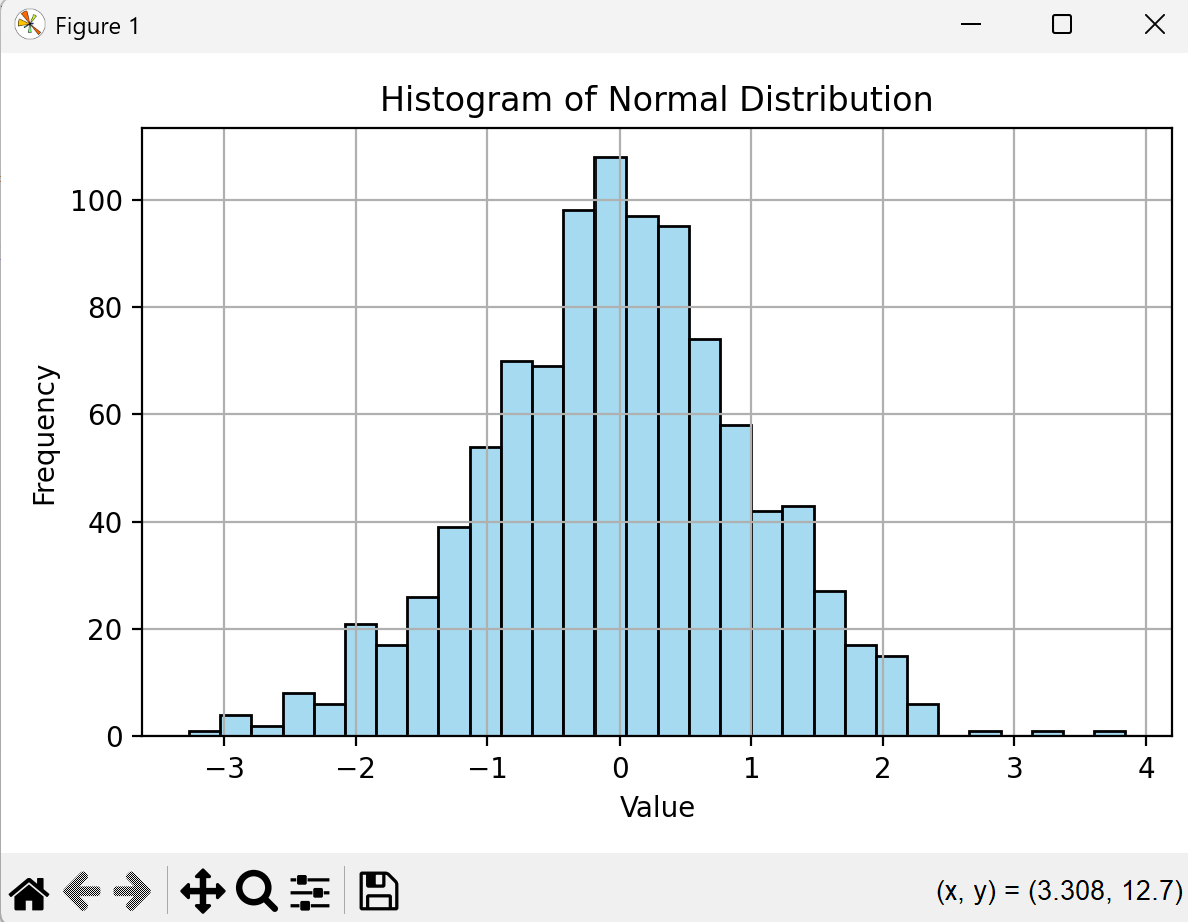 Figure 1
Histogram of Normal Distribution
100
80
60
40
20
0
Frequency
−3 −2 −1 0 1 2 3 4
Value
(x, y) = (3.308, 12.7)